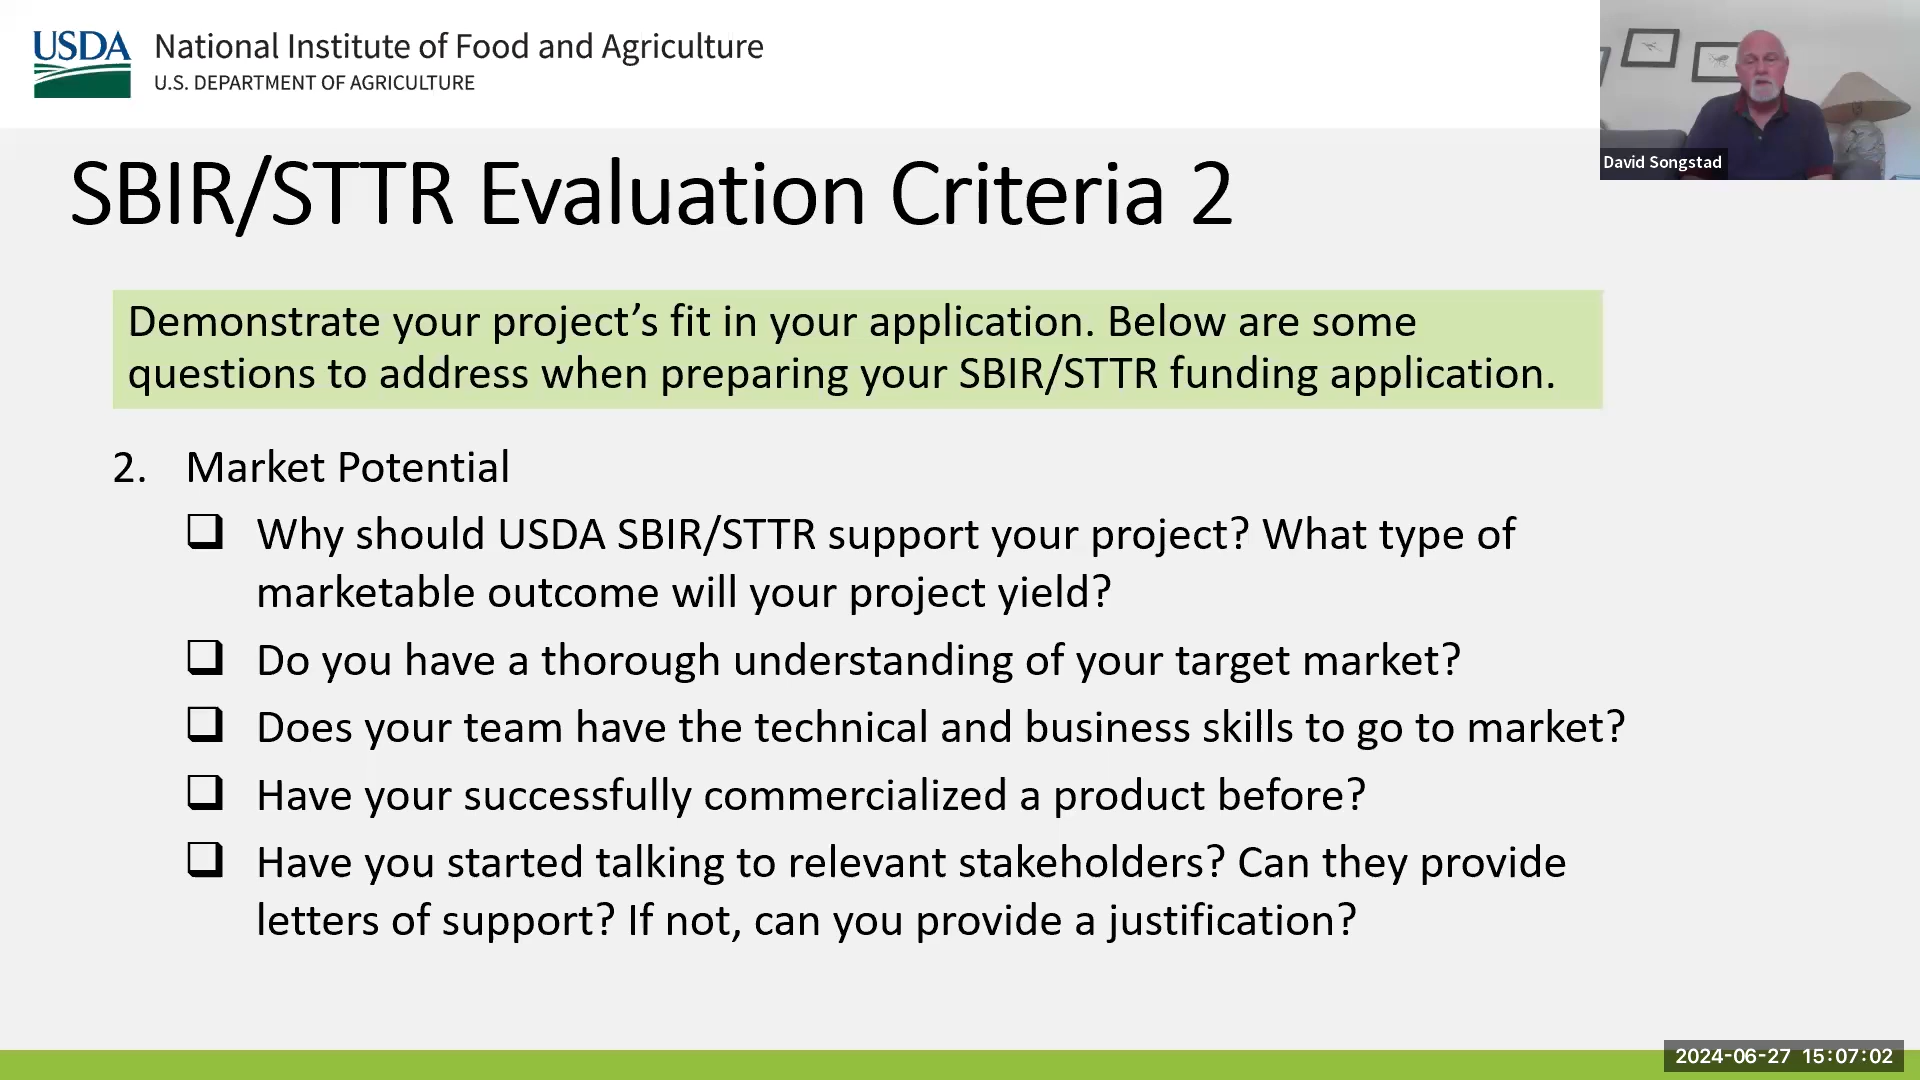 USDA
National Institute of Food and Agriculture
U.S. DEPARTMENT OF AGRICULTURE
David Songstad
SBIR/STTR Evaluation Criteria 2
Demonstrate your project’s fit in your application. Below are some
questions to address when preparing your SBIR/STTR funding application.
2. Market Potential
❑ Why should USDA SBIR/STTR support your project? What type of
marketable outcome will your project yield?
❑ Do you have a thorough understanding of your target market?
❑ Does your team have the technical and business skills to go to market?
❑ Have your successfully commercialized a product before?
❑ Have you started talking to relevant stakeholders? Can they provide
letters of support? If not, can you provide a justification?
2024-06-27 15:07:02